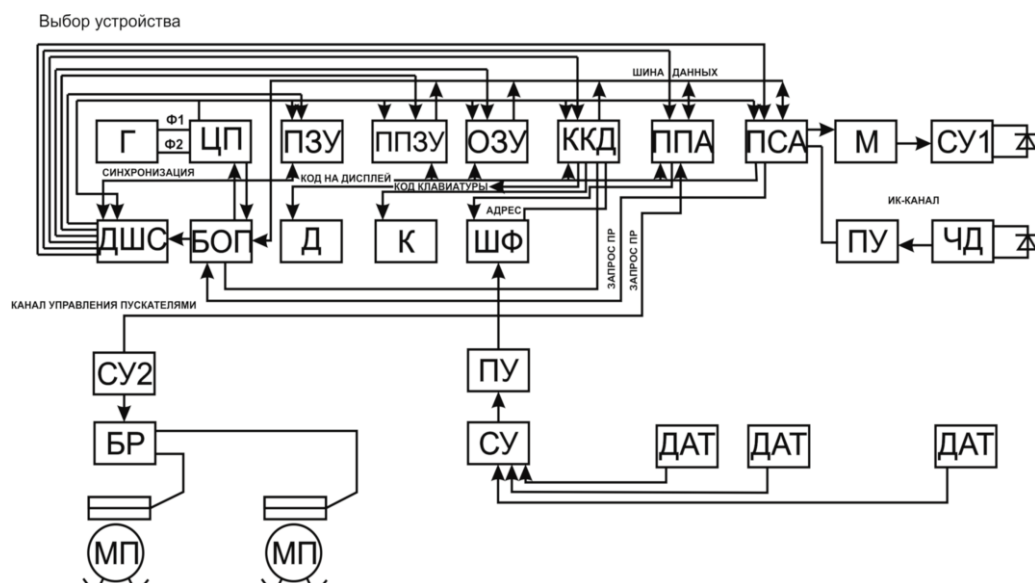 Выбор устройства
ШИНА ДАННЫХ
Ф1
Ф2
Г
ЦП
ПЗУ
ППЗУ
ОЗУ
ККД
ППА
ПСА
М
СУ1
СИНХРОНИЗАЦИЯ
КОД НА ДИСПЛЕЙ
КОД КЛАВИАТУРЫ
АДРЕС
ИК-КАНАЛ
ДШС
БОП
Д
К
ШФ
ЗАПРОС ПР
ЗАПРОС ПР
ПУ
ЧД
КАНАЛ УПРАВЛЕНИЯ ПУСКАТЕЛЯМИ
СУ2
ПУ
БР
СУ
ДАТ
ДАТ
ДАТ
МП
МП